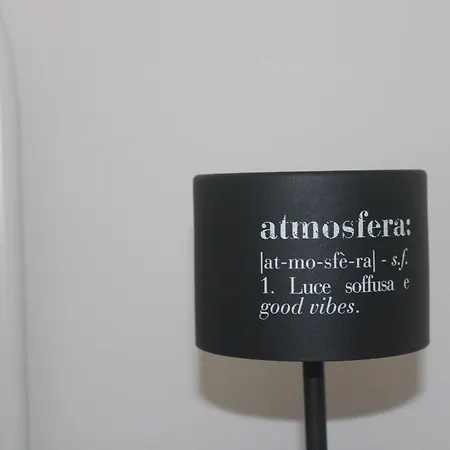 atmosfera:
|at-mo-sfè-ra| - s.f.
1. Luce soffusa e
good vibes.